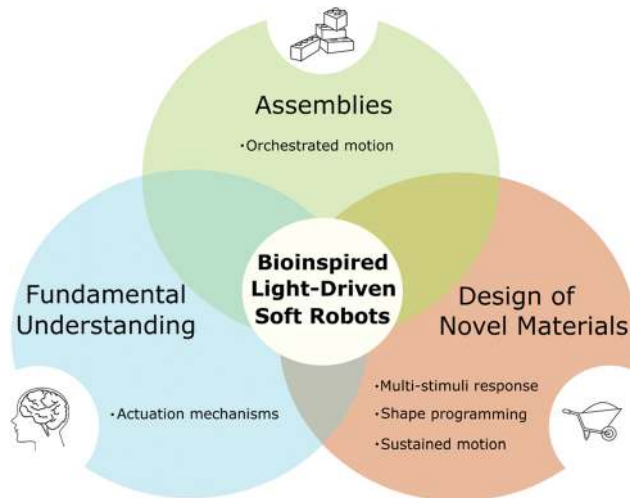 Assemblies
·Orchestrated motion
Bioinspired
Light-Driven
Soft Robots
Fundamental
Understanding
·Actuation mechanisms
Design of
Novel Materials
·Multi-stimuli response
·Shape programming
·Sustained motion